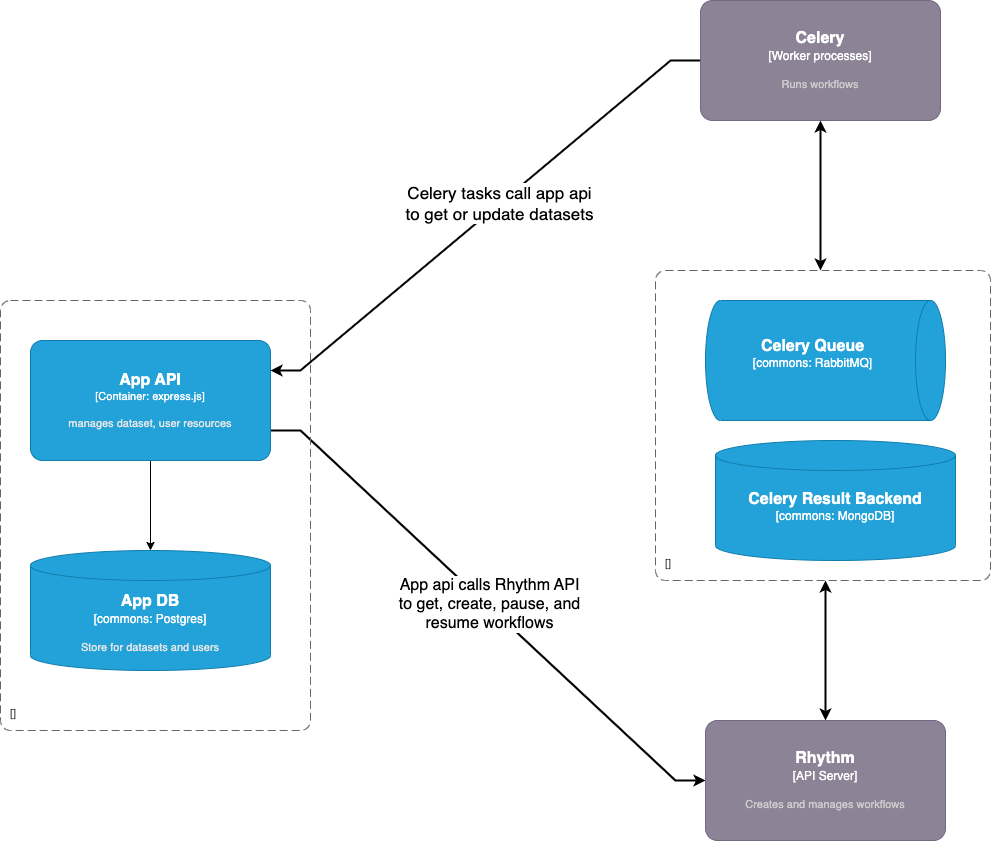 Celery
[Worker processes]
Runs workflows
Celery tasks call app api
to get or update datasets
App API
[Container: express.js]
manages dataset, user resources
Celery Queue
[commons: RabbitMQ]
Celery Result Backend
[commons: MongoDB]
[]
App api calls Rhythm API
to get, create, pause, and
resume workflows
App DB
[commons: Postgres]
Store for datasets and users
[]
Rhythm
[API Server]
Creates and manages workflows